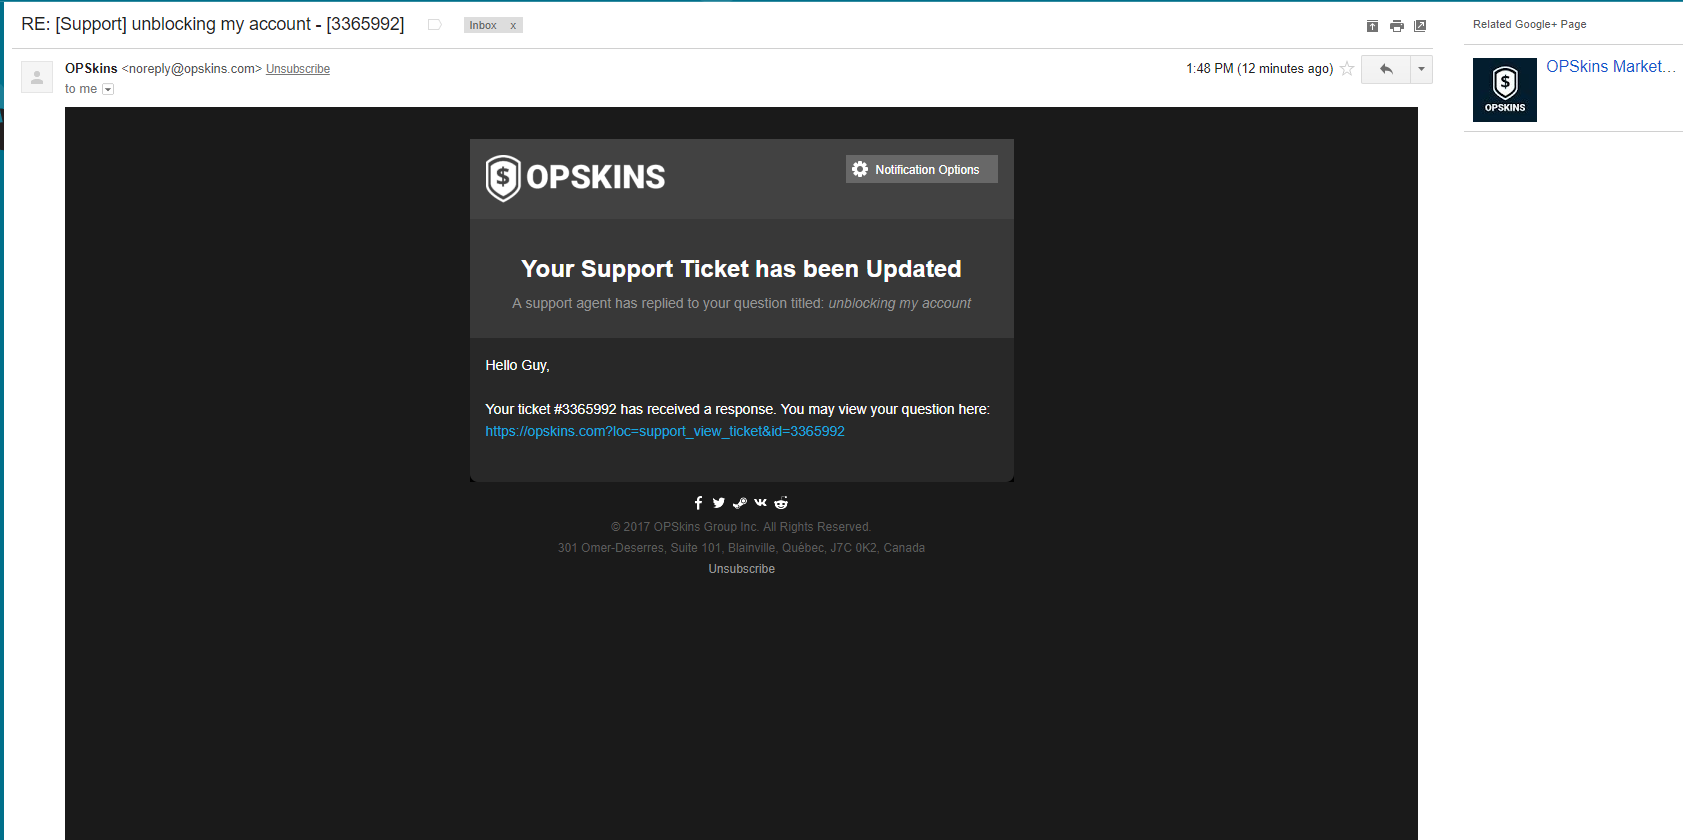 RE: [Support] unblocking my account - [3365992]
Inbox x
Related Google+ Page
OPSkins <noreply@opskins.com> Unsubscribe
1:48 PM (12 minutes ago)
to me
OPSkins Market...
$
OPSKINS
$ OPSKINS
Notification Options
Your Support Ticket has been Updated
A support agent has replied to your question titled: unblocking my account
Hello Guy,
Your ticket #3365992 has received a response. You may view your question here:
https://opskins.com?loc=support_view_ticket&id=3365992
© 2017 OPSkins Group Inc. All Rights Reserved.
301 Omer-Deserres, Suite 101, Blainville, Québec, J7C 0K2, Canada
Unsubscribe